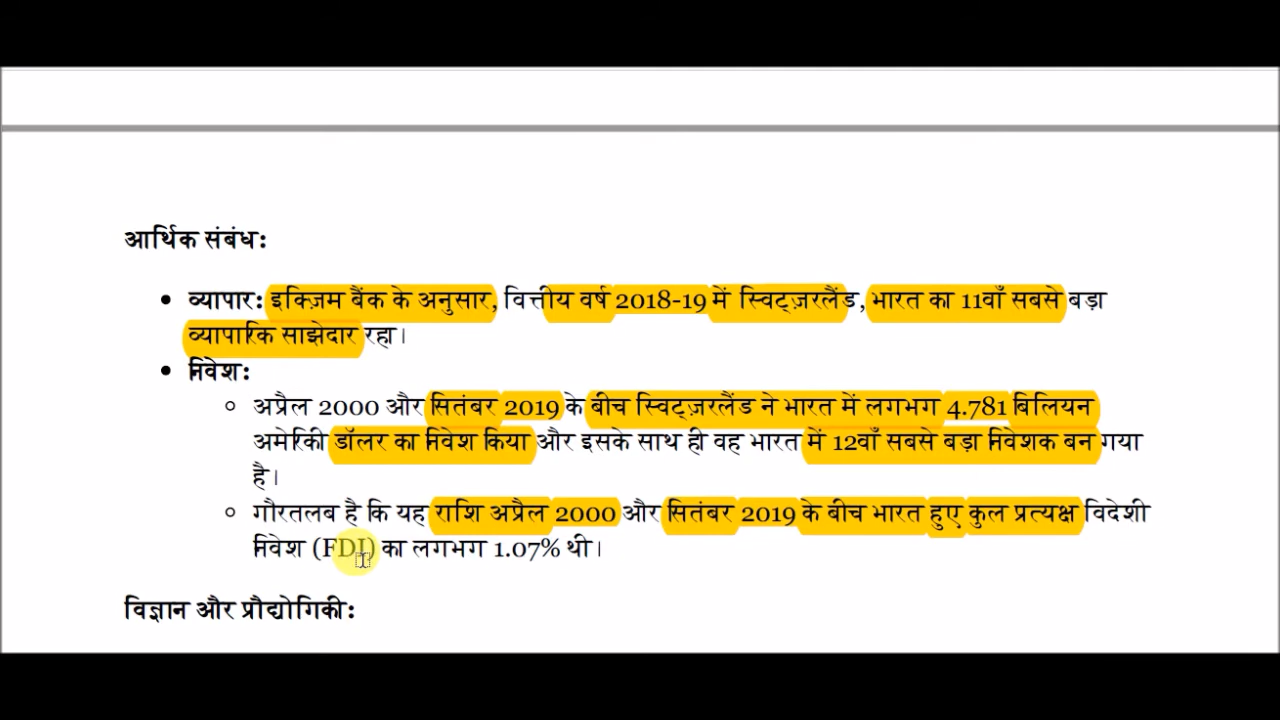 आर्थिक संबंध:
• व्यापार: इक्ज़िम बैंक के अनुसार, वित्तीय वर्ष 2018-19 में स्विट्ज़रलैंड, भारत का 11वाँ सबसे बड़ा
व्यापारिक साझेदार रहा।
• निवेश:
○ अप्रैल 2000 और सितंबर 2019 के बीच स्विट्ज़रलैंड ने भारत में लगभग 4.781 बिलियन
अमेरिकी डॉलर का निवेश किया और इसके साथ ही वह भारत में 12वाँ सबसे बड़ा निवेशक बन गया
है।
○ गौरतलब है कि यह राशि अप्रैल 2000 और सितंबर 2019 के बीच भारत हुए कुल प्रत्यक्ष विदेशी
निवेश (FDI) का लगभग 1.07% थी।
विज्ञान और प्रौद्योगिकी: